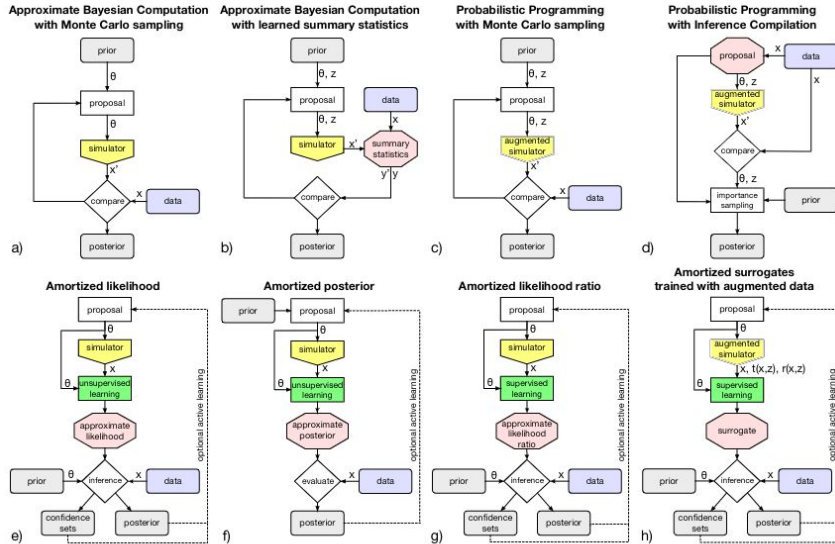 Approximate Bayesian Computation
with Monte Carlo sampling
prior
θ
proposal
θ
simulator
x'
compare
x
data
posterior
a)
Approximate Bayesian Computation
with learned summary statistics
prior
θ, z
proposal
data
θ, z
x
simulator
x'
summary
statistics
y' y
compare
posterior
b)
Probabilistic Programming
with Monte Carlo sampling
prior
θ, z
proposal
θ, z
augmented
simulator
x'
compare
x
data
posterior
c)
Probabilistic Programming
with Inference Compilation
proposal
x
data
θ, z
x
augmented
simulator
x'
compare
θ, z
importance
sampling
prior
posterior
d)
Amortized likelihood
proposal
θ
simulator
x
θ
unsupervised
learning
approximate
likelihood
prior
θ
inference
x
data
confidence
sets
posterior
optional active learning
e)
Amortized posterior
prior
proposal
θ
simulator
x
θ
unsupervised
learning
approximate
posterior
evaluate
x
data
posterior
optional active learning
f)
Amortized likelihood ratio
proposal
θ
simulator
x
θ
supervised
learning
approximate
likelihood
ratio
prior
θ
inference
x
data
confidence
sets
posterior
optional active learning
g)
Amortized surrogates
trained with augmented data
proposal
θ
augmented
simulator
x, t(x,z), r(x,z)
θ
supervised
learning
surrogate
prior
θ
inference
x
data
confidence
sets
posterior
optional active learning
h)